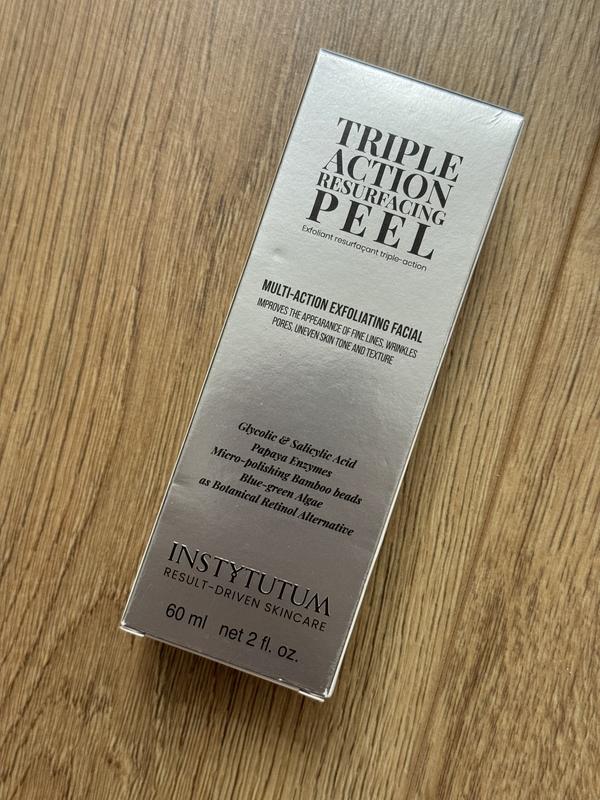 TRIPLE
ACTION
RESURFACING
PEEL
Exfoliant resurfaçant triple-action
MULTI-ACTION EXFOLIATING FACIAL
IMPROVES THE APPEARANCE OF FINE LINES, WRINKLES
PORES, UNEVEN SKIN TONE AND TEXTURE
Glycolic & Salicylic Acid
Papaya Enzymes
Micro-polishing Bamboo beads
Blue-green Algae
as Botanical Retinol Alternative
INSTYTUTUM
RESULT-DRIVEN SKINCARE
60 ml net 2 fl. oz.